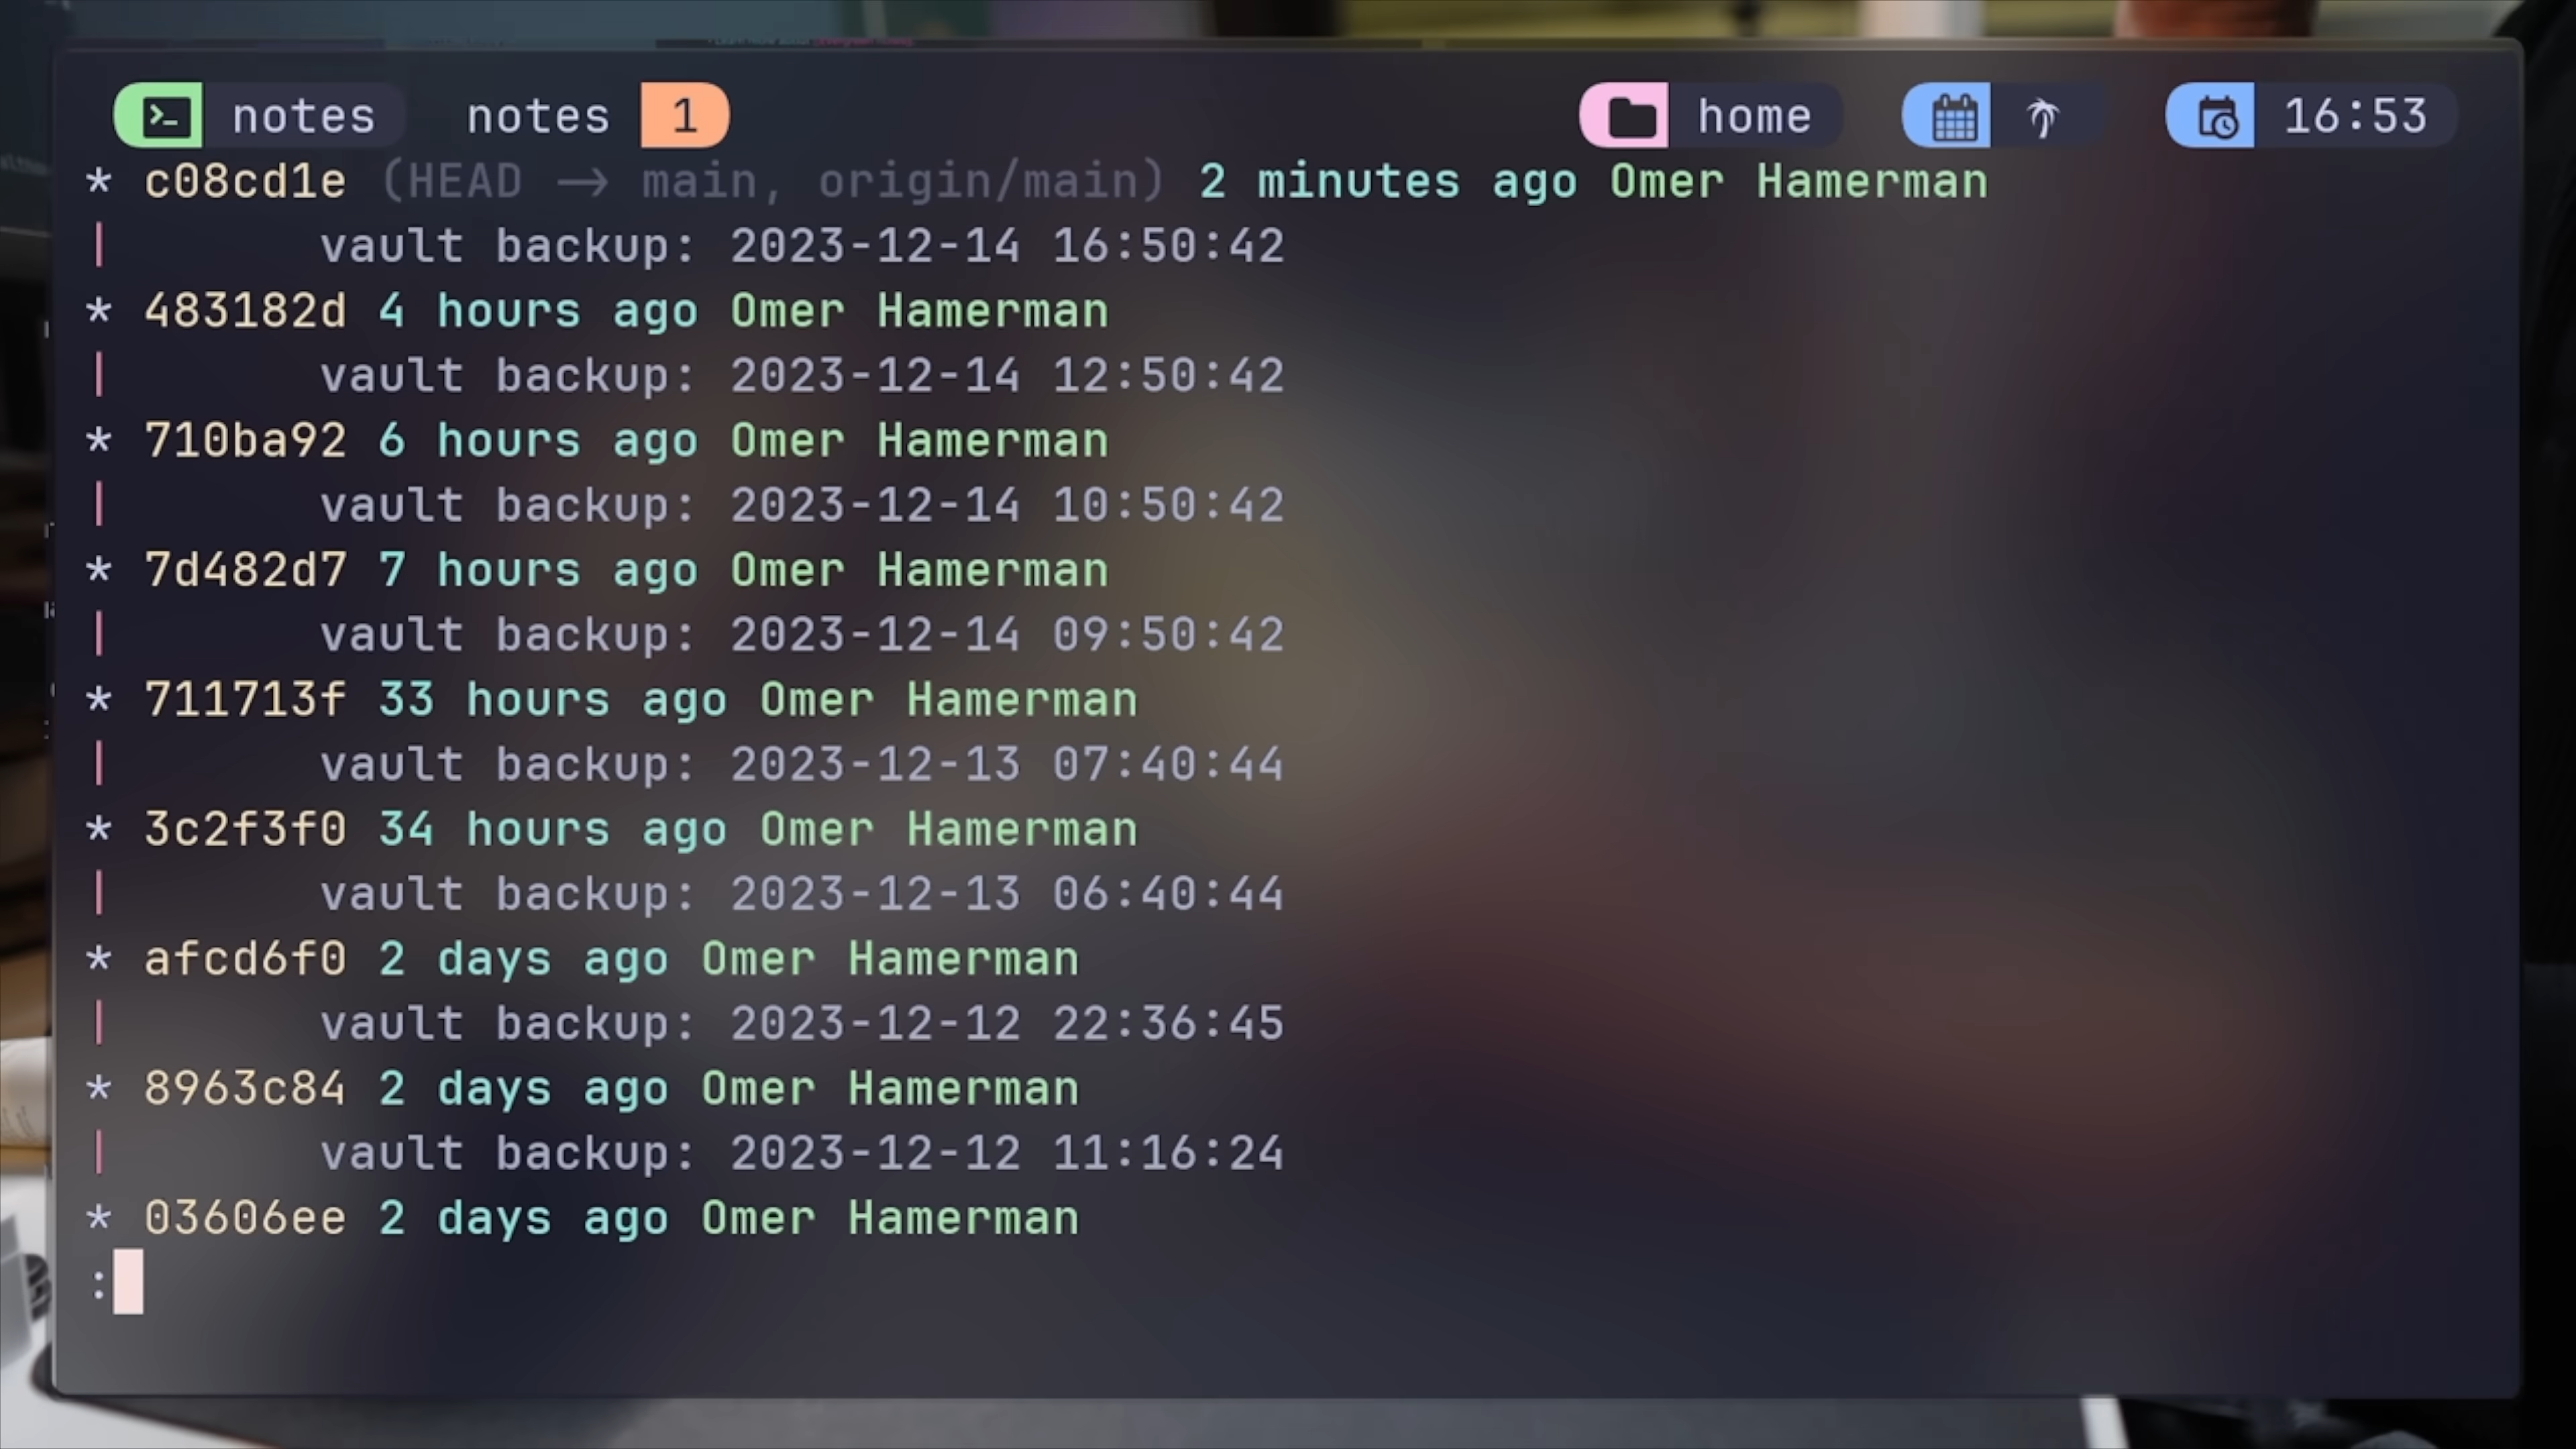 notes notes 1 home 16:53
* c08cd1e (HEAD -> main, origin/main) 2 minutes ago Omer Hamerman
| vault backup: 2023-12-14 16:50:42
* 483182d 4 hours ago Omer Hamerman
| vault backup: 2023-12-14 12:50:42
* 710ba92 6 hours ago Omer Hamerman
| vault backup: 2023-12-14 10:50:42
* 7d482d7 7 hours ago Omer Hamerman
| vault backup: 2023-12-14 09:50:42
* 711713f 33 hours ago Omer Hamerman
| vault backup: 2023-12-13 07:40:44
* 3c2f3f0 34 hours ago Omer Hamerman
| vault backup: 2023-12-13 06:40:44
* afcd6f0 2 days ago Omer Hamerman
| vault backup: 2023-12-12 22:36:45
* 8963c84 2 days ago Omer Hamerman
| vault backup: 2023-12-12 11:16:24
* 03606ee 2 days ago Omer Hamerman
: